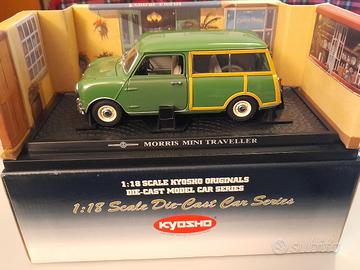 MORRIS MINI TRAVELLER
1:18 SCALE KYOSHO ORIGINALS
DIE-CAST MODEL CAR SERIES
1:18 Scale Die-Cast Car Series
KYOSHO
subito